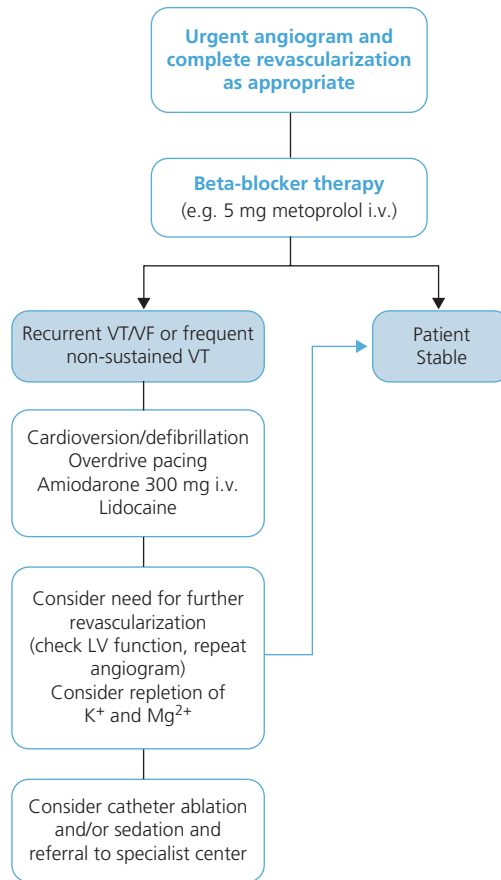 Urgent angiogram and
complete revascularization
as appropriate
Beta-blocker therapy
(e.g. 5 mg metoprolol i.v.)
Recurrent VT/VF or frequent
non-sustained VT
Patient
Stable
Cardioversion/defibrillation
Overdrive pacing
Amiodarone 300 mg i.v.
Lidocaine
Consider need for further
revascularization
(check LV function, repeat
angiogram)
Consider repletion of
K⁺ and Mg²⁺
Consider catheter ablation
and/or sedation and
referral to specialist center